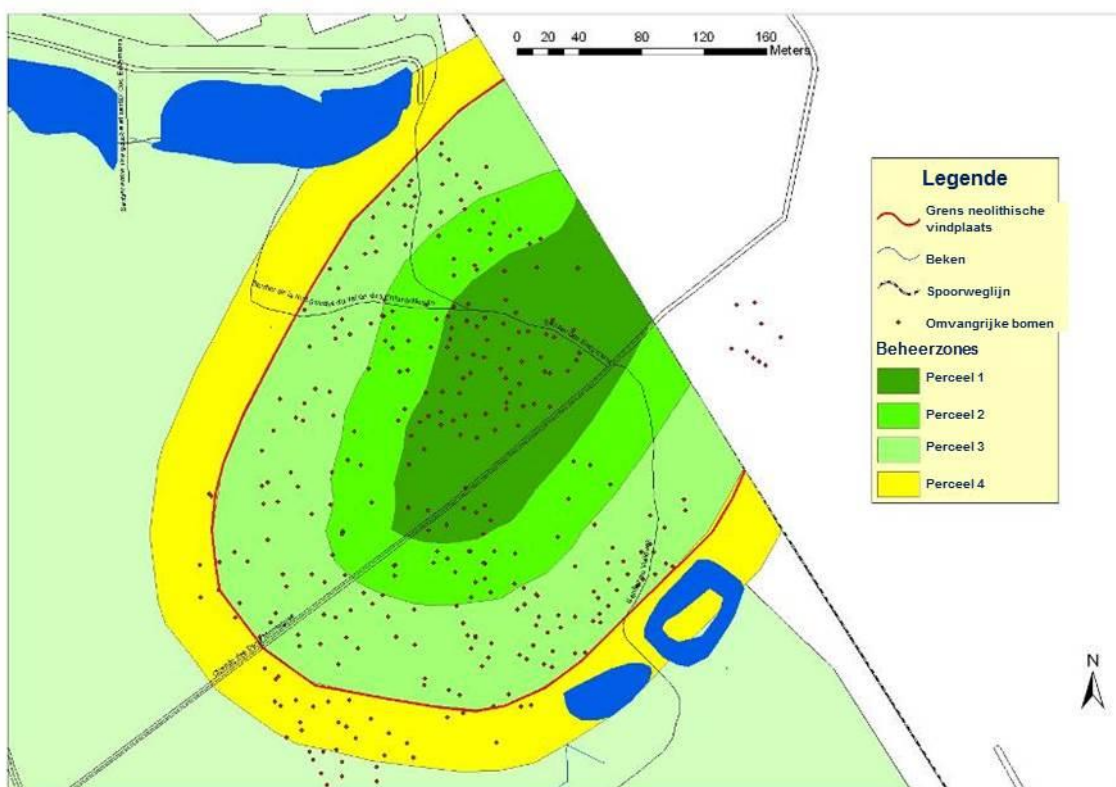 0 20 40 80 120 160
Meters
Legende
Grens neolithische
vindplaats
Beken
Spoorweglijn
Omvangrijke bomen
Beheerzones
Perceel 1
Perceel 2
Perceel 3
Perceel 4
N